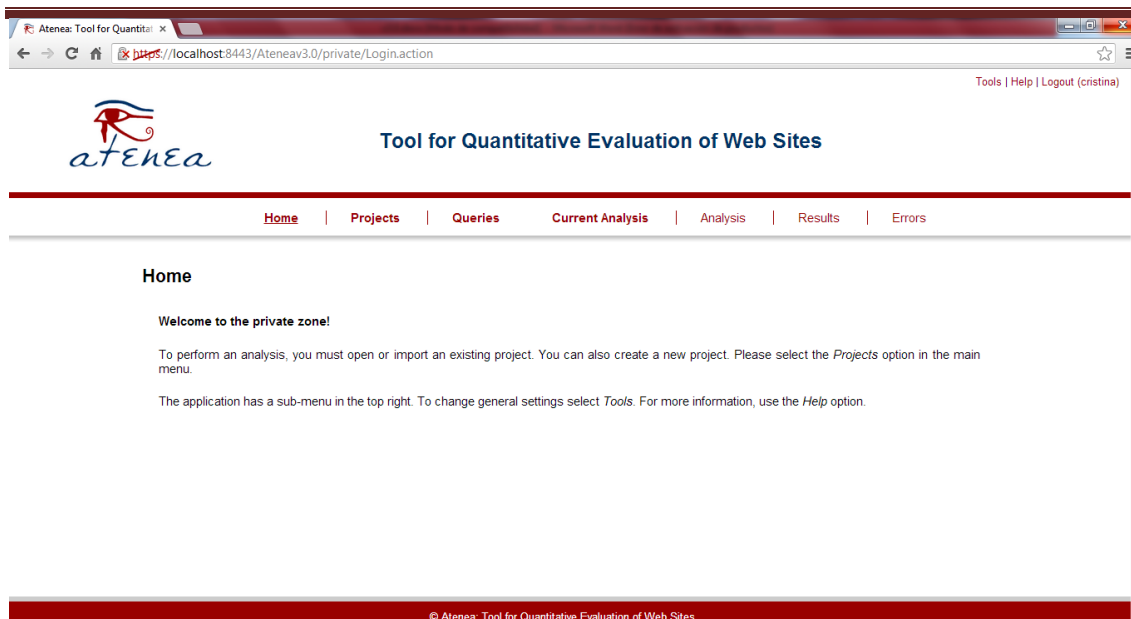 Atenea: Tool for Quantitat
https://localhost:8443/Ateneav3.0/private/Login.action
Tools | Help | Logout (cristina)
atenea
Tool for Quantitative Evaluation of Web Sites
Home | Projects | Queries Current Analysis | Analysis | Results | Errors
Home
Welcome to the private zone!
To perform an analysis, you must open or import an existing project. You can also create a new project. Please select the Projects option in the main
menu.
The application has a sub-menu in the top right. To change general settings select Tools. For more information, use the Help option.
© Atenea: Tool for Quantitative Evaluation of Web Sites